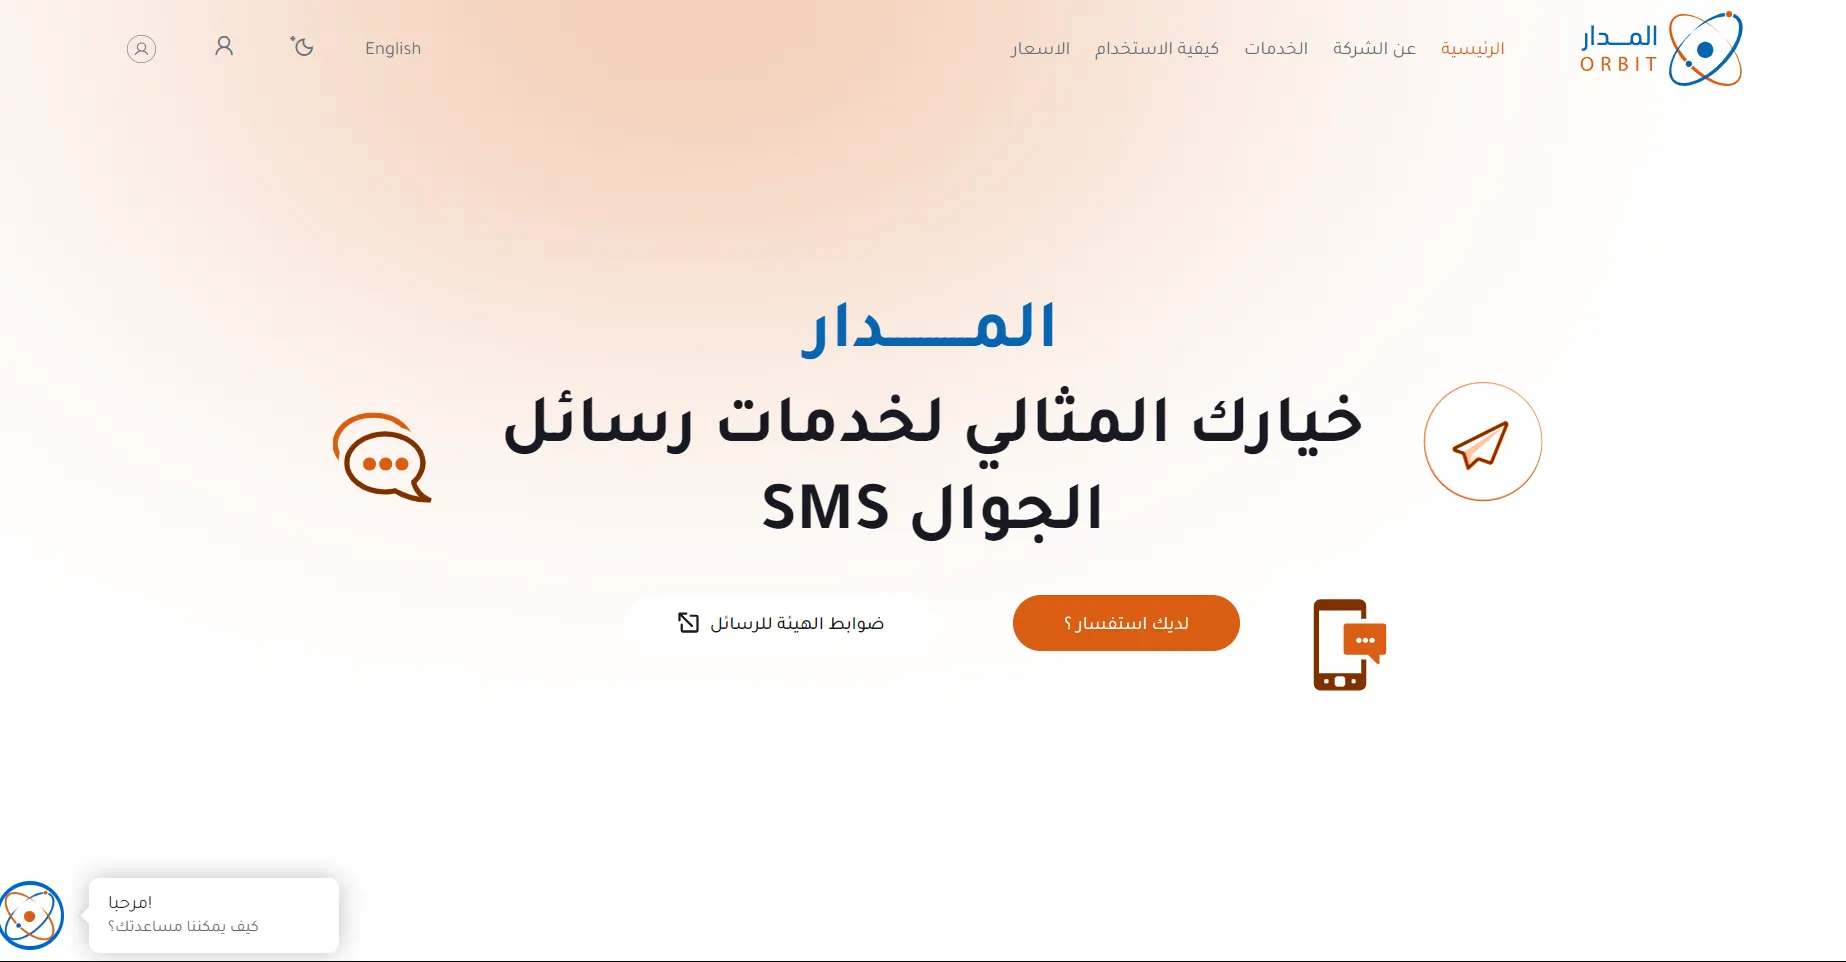 المـــدار
ORBIT
الرئيسية
عن الشركة
الخدمات
كيفية الاستخدام
الاسعار
English
المـــــدار
خيارك المثالي لخدمات رسائل
الجوال SMS
لديك استفسار ؟
ضوابط الهيئة للرسائل
مرحبا!
كيف يمكننا مساعدتك؟